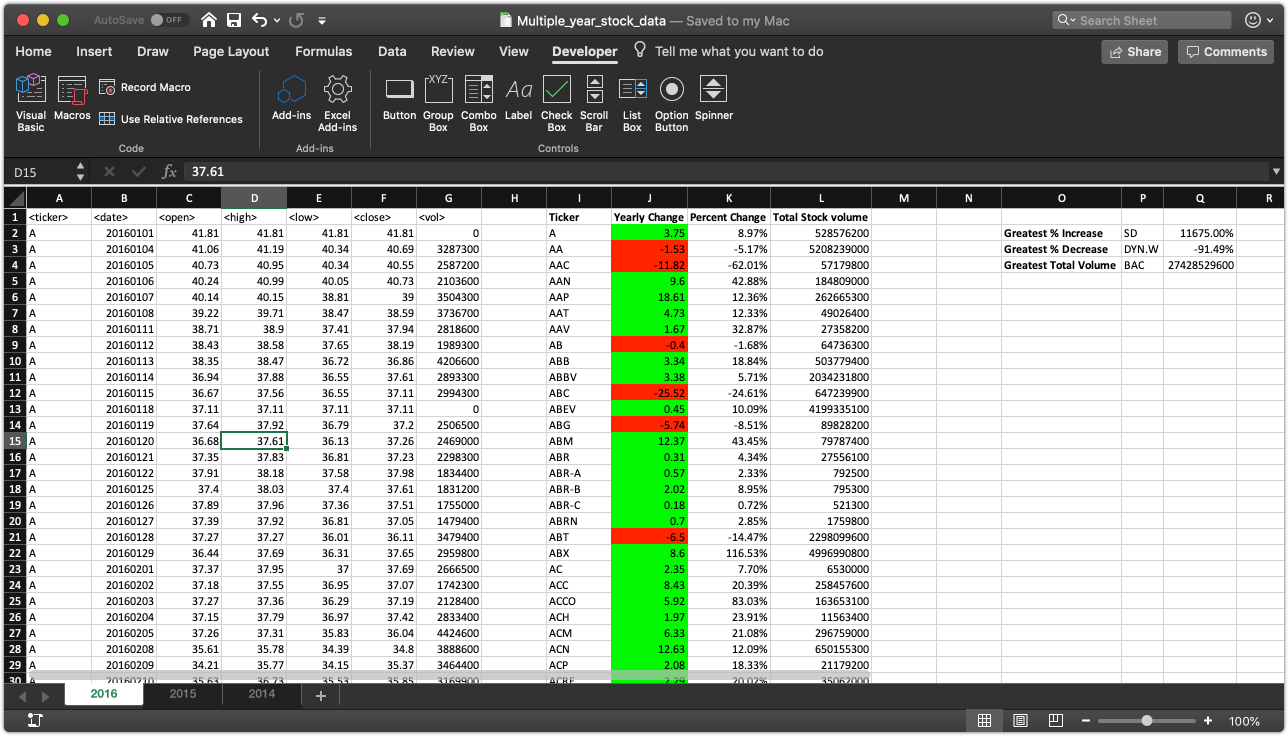 AutoSave OFF Multiple_year_stock_data — Saved to my Mac Search Sheet
Home Insert Draw Page Layout Formulas Data Review View Developer Tell me what you want to do Share Comments
Visual Basic Macros Record Macro Use Relative References Add-ins Excel Add-ins Button Group Box Combo Box Label Check Box Scroll Bar List Box Option Button Spinner
Code Add-ins Controls
D15 fx 37.61
A B C D E F G H I J K L M N O P Q R
1 <ticker> <date> <open> <high> <low> <close> <vol> Ticker Yearly Change Percent Change Total Stock volume
2 A 20160101 41.81 41.81 41.81 41.81 0 A 3.75 8.97% 528576200 Greatest % Increase SD 11675.00%
3 A 20160104 41.06 41.19 40.34 40.69 3287300 AA -1.53 -5.17% 5208239000 Greatest % Decrease DYN.W -91.49%
4 A 20160105 40.73 40.95 40.34 40.55 2587200 AAC -11.82 -62.01% 57179800 Greatest Total Volume BAC 27428529600
5 A 20160106 40.24 40.99 40.05 40.73 2103600 AAN 9.6 42.88% 184809000
6 A 20160107 40.14 40.15 38.81 39 3504300 AAP 18.61 12.36% 262665300
7 A 20160108 39.22 39.71 38.47 38.59 3736700 AAT 4.73 12.33% 49026400
8 A 20160111 38.71 38.9 37.41 37.94 2818600 AAV 1.67 32.87% 27358200
9 A 20160112 38.43 38.58 37.65 38.19 1989300 AB -0.4 -1.68% 64736300
10 A 20160113 38.35 38.47 36.72 36.86 4206600 ABB 3.34 18.84% 503779400
11 A 20160114 36.94 37.88 36.55 37.61 2893300 ABBV 3.38 5.71% 2034231800
12 A 20160115 36.67 37.56 36.55 37.11 2994300 ABC -25.52 -24.61% 647239900
13 A 20160118 37.11 37.11 37.11 37.11 0 ABEV 0.45 10.09% 4199335100
14 A 20160119 37.64 37.92 36.79 37.2 2506500 ABG -5.74 -8.51% 89828200
15 A 20160120 36.68 37.61 36.13 37.26 2469000 ABM 12.37 43.45% 79787400
16 A 20160121 37.35 37.83 36.81 37.23 2298300 ABR 0.31 4.34% 27556100
17 A 20160122 37.91 38.18 37.58 37.98 1834400 ABR-A 0.57 2.33% 792500
18 A 20160125 37.4 38.03 37.4 37.61 1831200 ABR-B 2.02 8.95% 795300
19 A 20160126 37.89 37.96 37.36 37.51 1755000 ABR-C 0.18 0.72% 521300
20 A 20160127 37.39 37.92 36.81 37.05 1479400 ABRN 0.7 2.85% 1759800
21 A 20160128 37.27 37.27 36.01 36.11 3479400 ABT -6.5 -14.47% 2298099600
22 A 20160129 36.44 37.69 36.31 37.65 2959800 ABX 8.6 116.53% 4996990800
23 A 20160201 37.37 37.95 37 37.69 2666500 AC 2.35 7.70% 6530000
24 A 20160202 37.18 37.55 36.95 37.07 1742300 ACC 8.43 20.39% 258457600
25 A 20160203 37.27 37.36 36.29 37.19 2128400 ACCO 5.92 83.03% 163653100
26 A 20160204 37.15 37.79 36.97 37.42 2833400 ACH 1.97 23.91% 11563400
27 A 20160205 37.26 37.31 35.83 36.04 4424600 ACM 6.33 21.08% 296759000
28 A 20160208 35.61 35.78 34.39 34.8 3888600 ACN 12.63 12.09% 650155300
29 A 20160209 34.21 35.77 34.15 35.37 3464400 ACP 2.08 18.33% 21179200
30 A 20160210 35.63 36.73 35.53 35.85 3169900 ACRE 2.29 20.02% 35062000
2016 2015 2014 +
100%